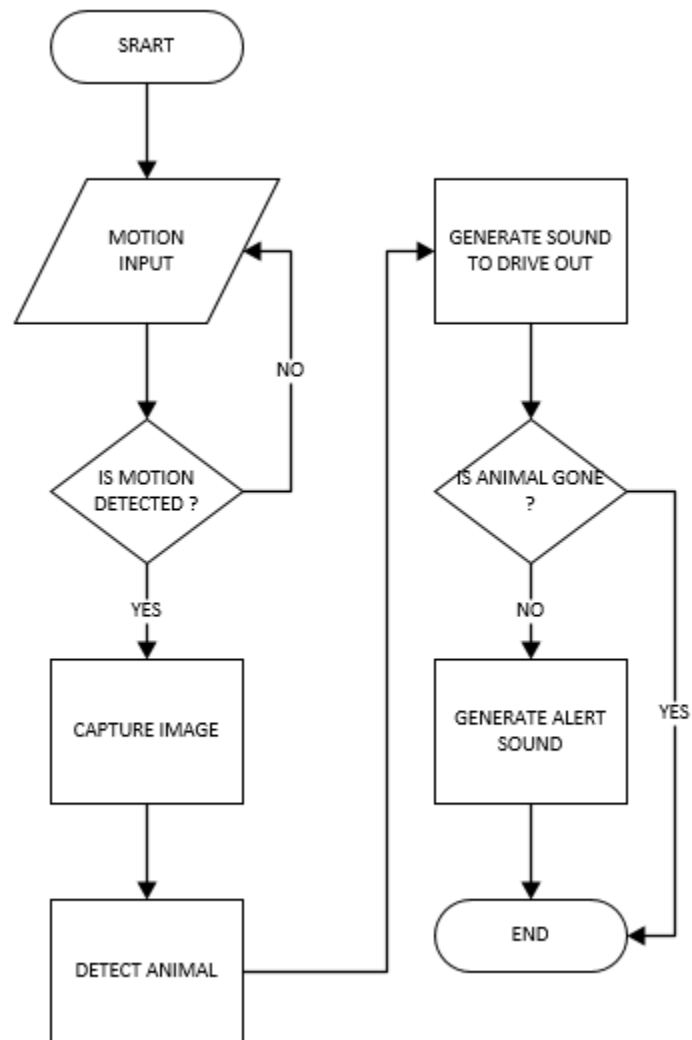 SRART
MOTION
INPUT
NO
IS MOTION
DETECTED ?
YES
CAPTURE IMAGE
DETECT ANIMAL
GENERATE SOUND
TO DRIVE OUT
IS ANIMAL GONE
?
NO
YES
GENERATE ALERT
SOUND
END